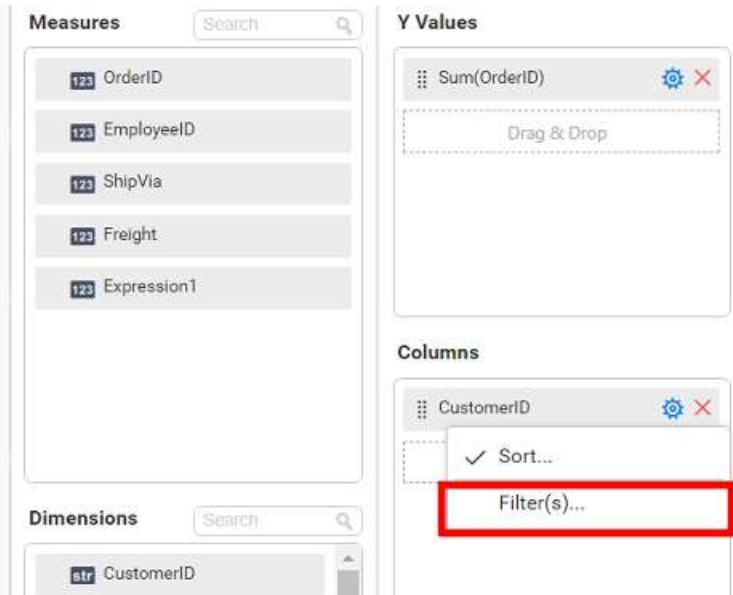 Measures
Search
123 OrderID
123 EmployeeID
123 ShipVia
123 Freight
123 Expression1
Dimensions
Search
str CustomerID
Y Values
Sum(OrderID)
Drag & Drop
Columns
CustomerID
Sort...
Filter(s)...